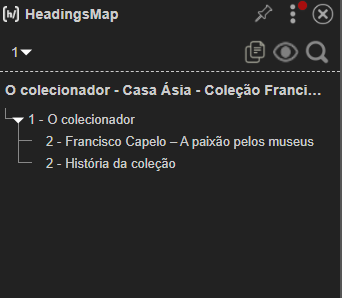 HeadingsMap
1
O colecionador - Casa Ásia - Coleção Franci...
1 - O colecionador
2 - Francisco Capelo – A paixão pelos museus
2 - História da coleção